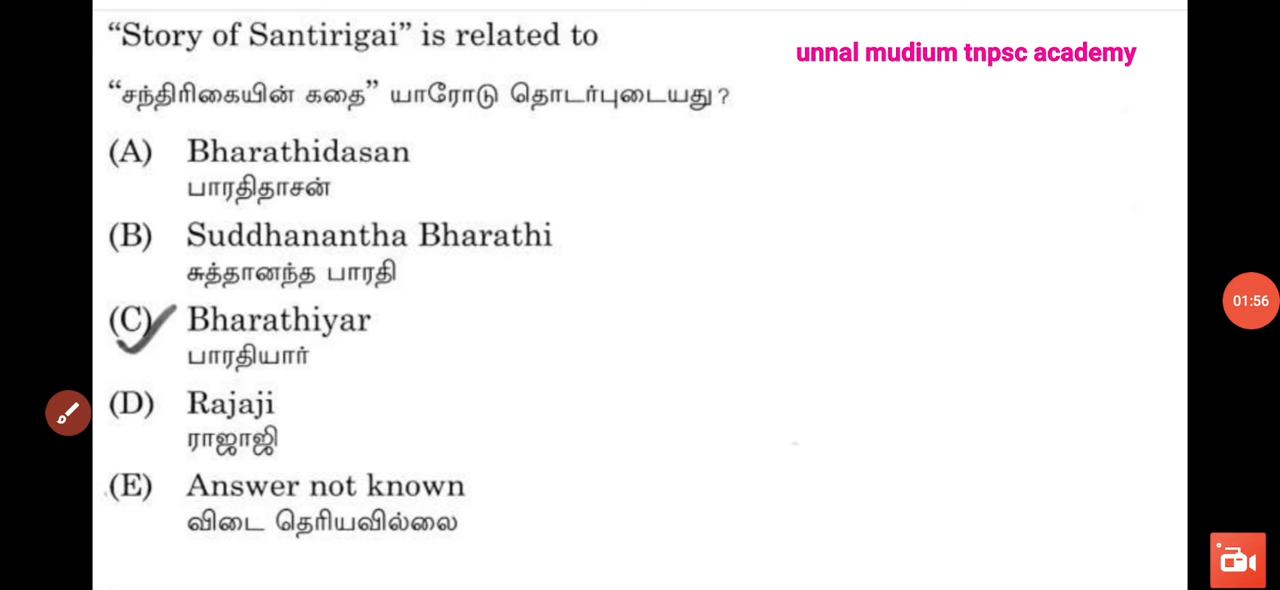 "Story of Santirigai" is related to
unnal mudium tnpsc academy
"சந்திரிகையின் கதை" யாரோடு தொடர்புடையது?
(A) Bharathidasan
பாரதிதாசன்
(B) Suddhanantha Bharathi
சுத்தானந்த பாரதி
(C) Bharathiyar
பாரதியார்
01:56
(D) Rajaji
ராஜாஜி
(E) Answer not known
விடை தெரியவில்லை